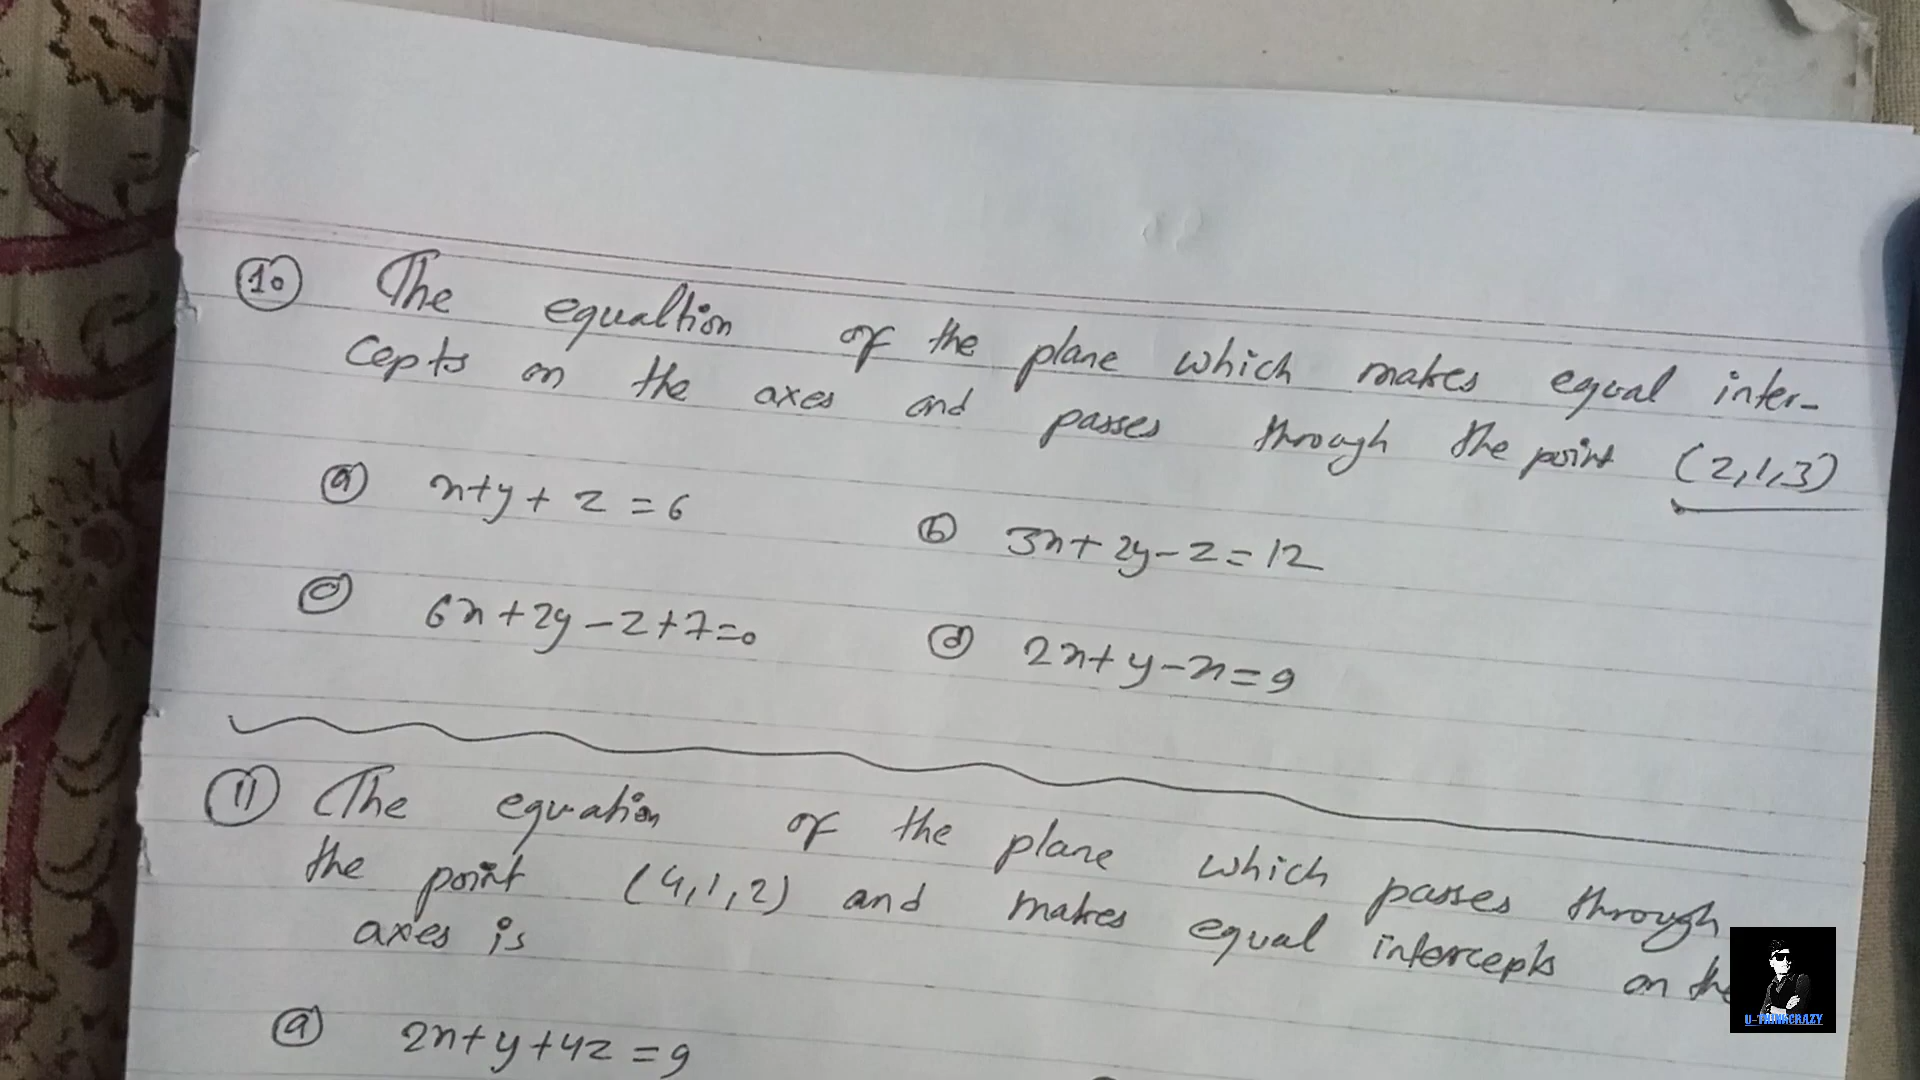 10 The equaltion of the plane which makes equal inter-
cepts on the axes and passes through the point (2,1,3)
a x+y+z=6
b 3x+2y-z=12
c 6x+2y-z+7=0
d 2x+y-x=9
11 The equation of the plane which passes through
the point (4,1,2) and makes equal intercepts on the
axes is
a 2x+y+4z=9
U-THINKCRAZY